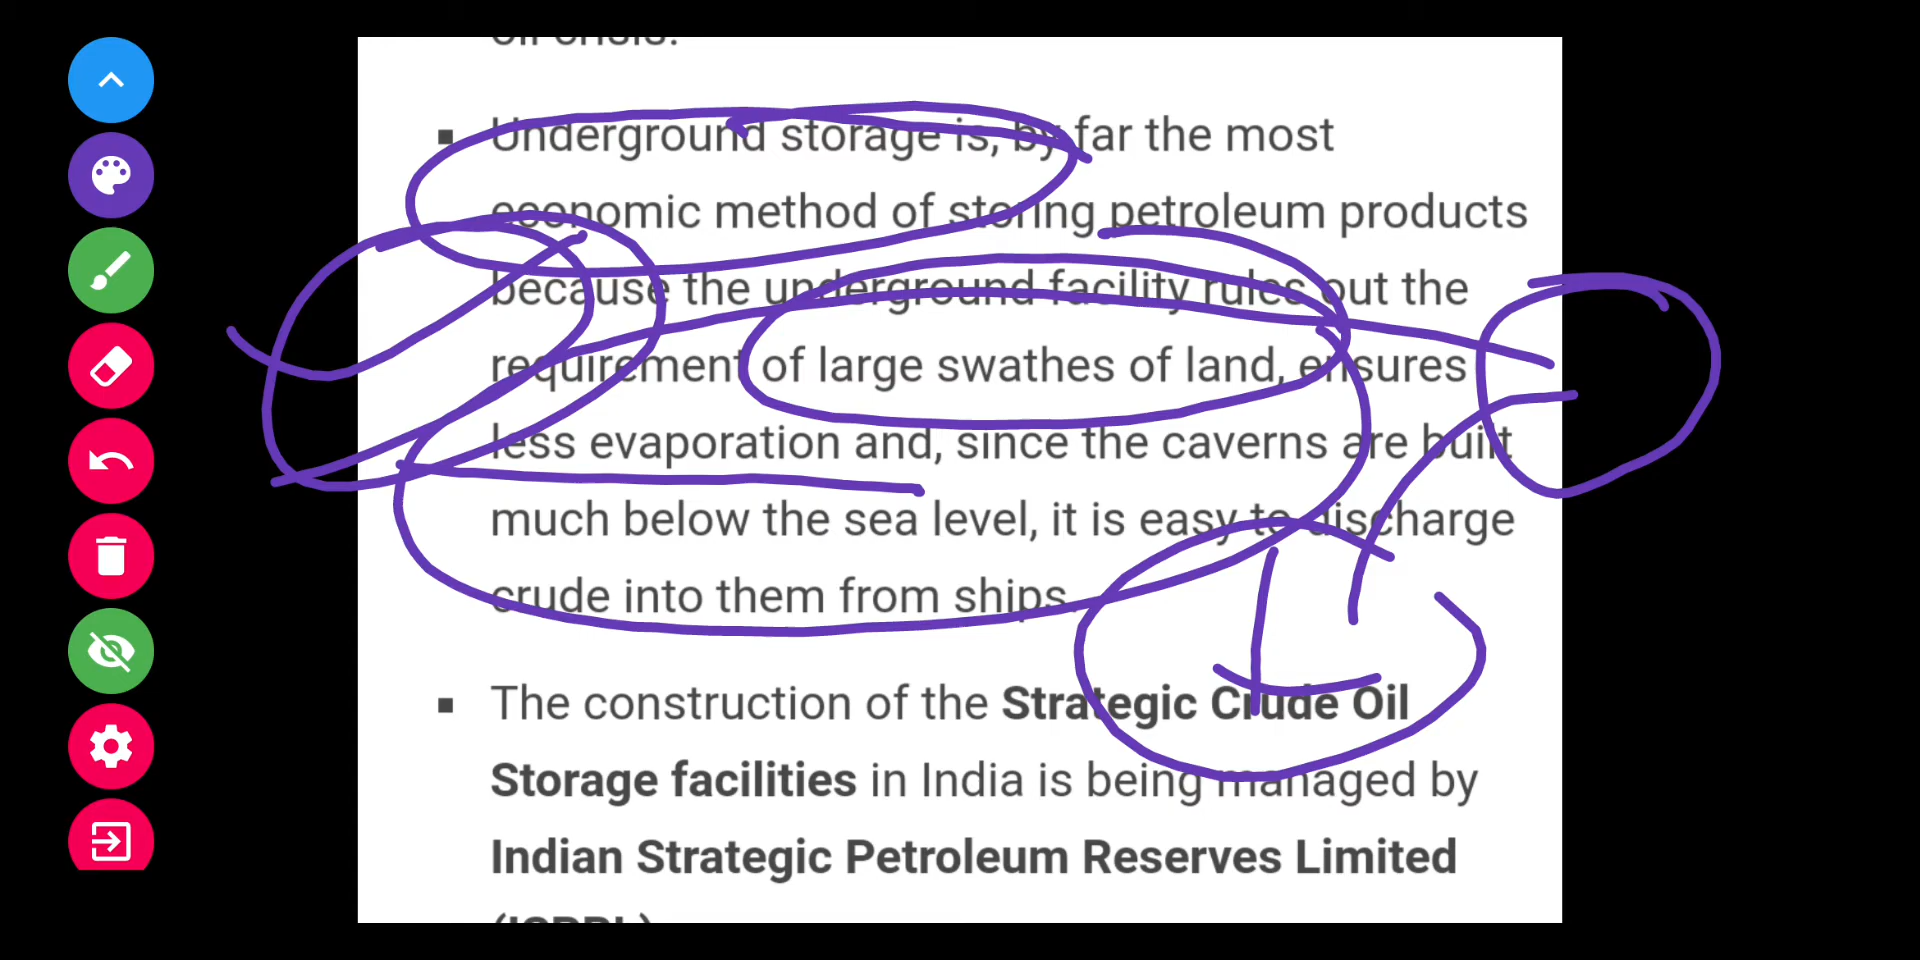 oil crisis.
▪ Underground storage is, by far the most
economic method of storing petroleum products
because the underground facility rules out the
requirement of large swathes of land, ensures
less evaporation and, since the caverns are built
much below the sea level, it is easy to discharge
crude into them from ships.
▪ The construction of the Strategic Crude Oil
Storage facilities in India is being managed by
Indian Strategic Petroleum Reserves Limited
(ISPRL)